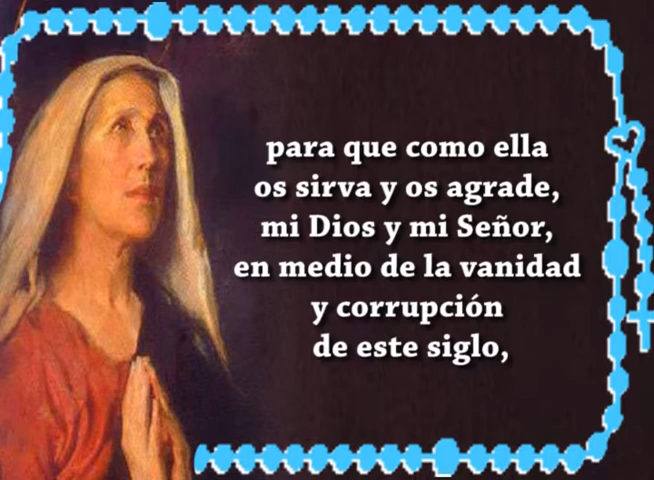 para que como ella
os sirva y os agrade,
mi Dios y mi Señor,
en medio de la vanidad
y corrupción
de este siglo,